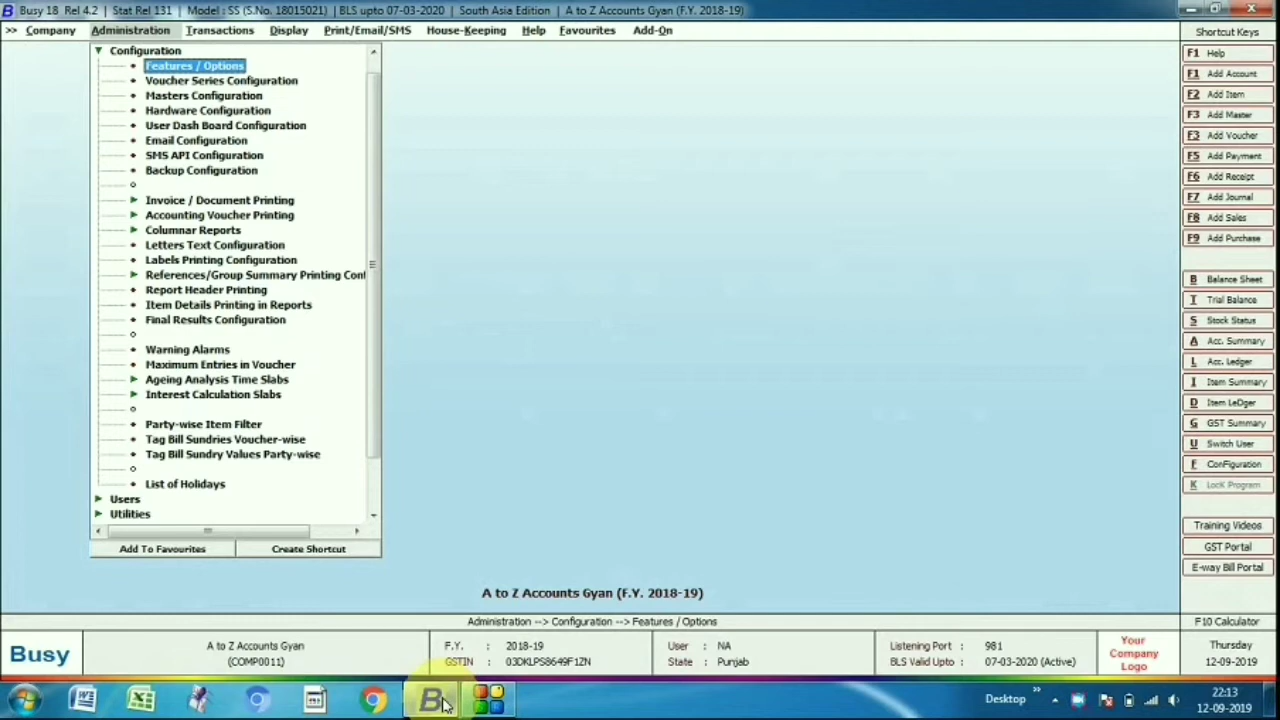 Busy 18 Rel 4.2 | Stat Rel 131 | Model : SS (S.No. 18015021) | BLS upto 07-03-2020 | South Asia Edition | A to Z Accounts Gyan (F.Y. 2018-19)
>> Company Administration Transactions Display Print/Email/SMS House-Keeping Help Favourites Add-On
Configuration
Features / Options
Voucher Series Configuration
Masters Configuration
Hardware Configuration
User Dash Board Configuration
Email Configuration
SMS API Configuration
Backup Configuration
Invoice / Document Printing
Accounting Voucher Printing
Columnar Reports
Letters Text Configuration
Labels Printing Configuration
References/Group Summary Printing Conf
Report Header Printing
Item Details Printing in Reports
Final Results Configuration
Warning Alarms
Maximum Entries in Voucher
Ageing Analysis Time Slabs
Interest Calculation Slabs
Party-wise Item Filter
Tag Bill Sundries Voucher-wise
Tag Bill Sundry Values Party-wise
List of Holidays
Users
Utilities
Add To Favourites Create Shortcut
Shortcut Keys
F1 Help
F1 Add Account
F2 Add Item
F3 Add Master
F3 Add Voucher
F5 Add Payment
F6 Add Receipt
F7 Add Journal
F8 Add Sales
F9 Add Purchase
B Balance Sheet
T Trial Balance
S Stock Status
A Acc. Summary
L Acc. Ledger
I Item Summary
D Item LeDger
G GST Summary
U Switch User
F ConFiguration
K LocK Program
Training Videos
GST Portal
E-way Bill Portal
A to Z Accounts Gyan (F.Y. 2018-19)
Administration --> Configuration --> Features / Options
F10 Calculator
Busy
A to Z Accounts Gyan
(COMP0011)
F.Y. : 2018-19
GSTIN : 03DKLPS8649F1ZN
User : NA
State : Punjab
Listening Port : 981
BLS Valid Upto : 07-03-2020 (Active)
Your
Company
Logo
Thursday
12-09-2019
Desktop
22:13
12-09-2019